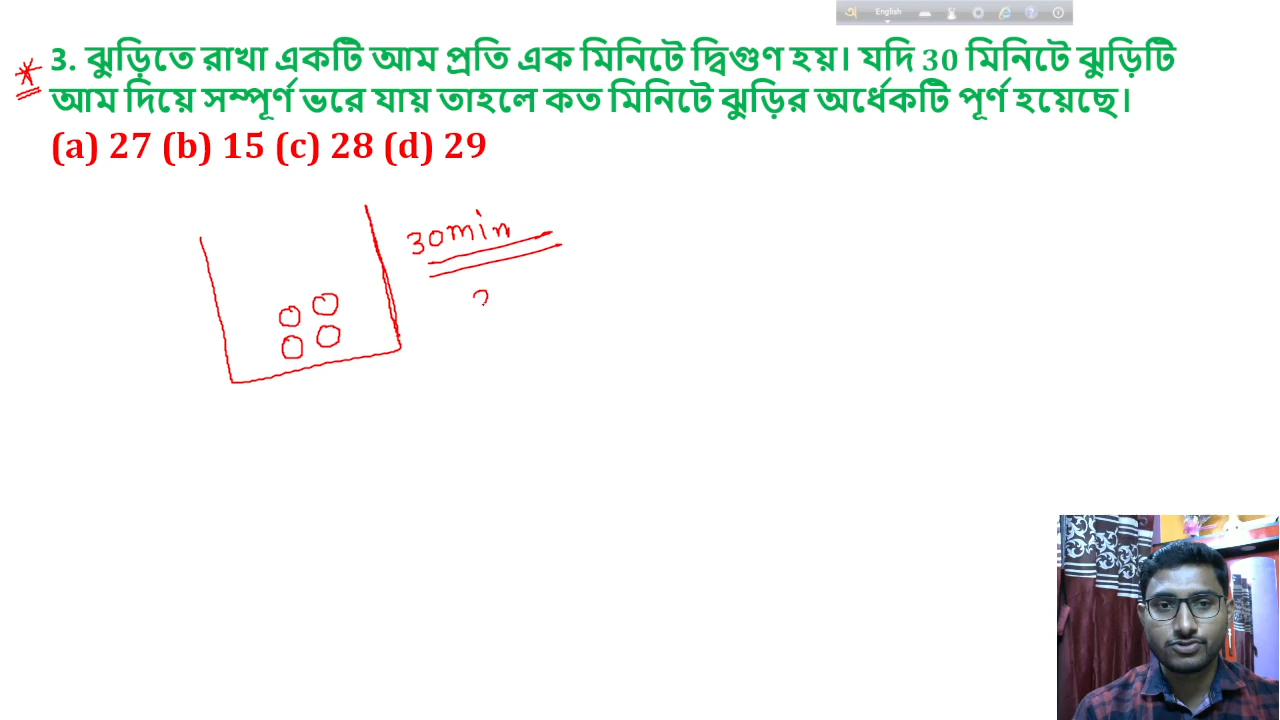 English
3. ঝুড়িতে রাখা একটি আম প্রতি এক মিনিটে দ্বিগুণ হয়। যদি 30 মিনিটে ঝুড়িটি
আম দিয়ে সম্পূর্ণ ভরে যায় তাহলে কত মিনিটে ঝুড়ির অর্ধেকটি পূর্ণ হয়েছে।
(a) 27 (b) 15 (c) 28 (d) 29
30min